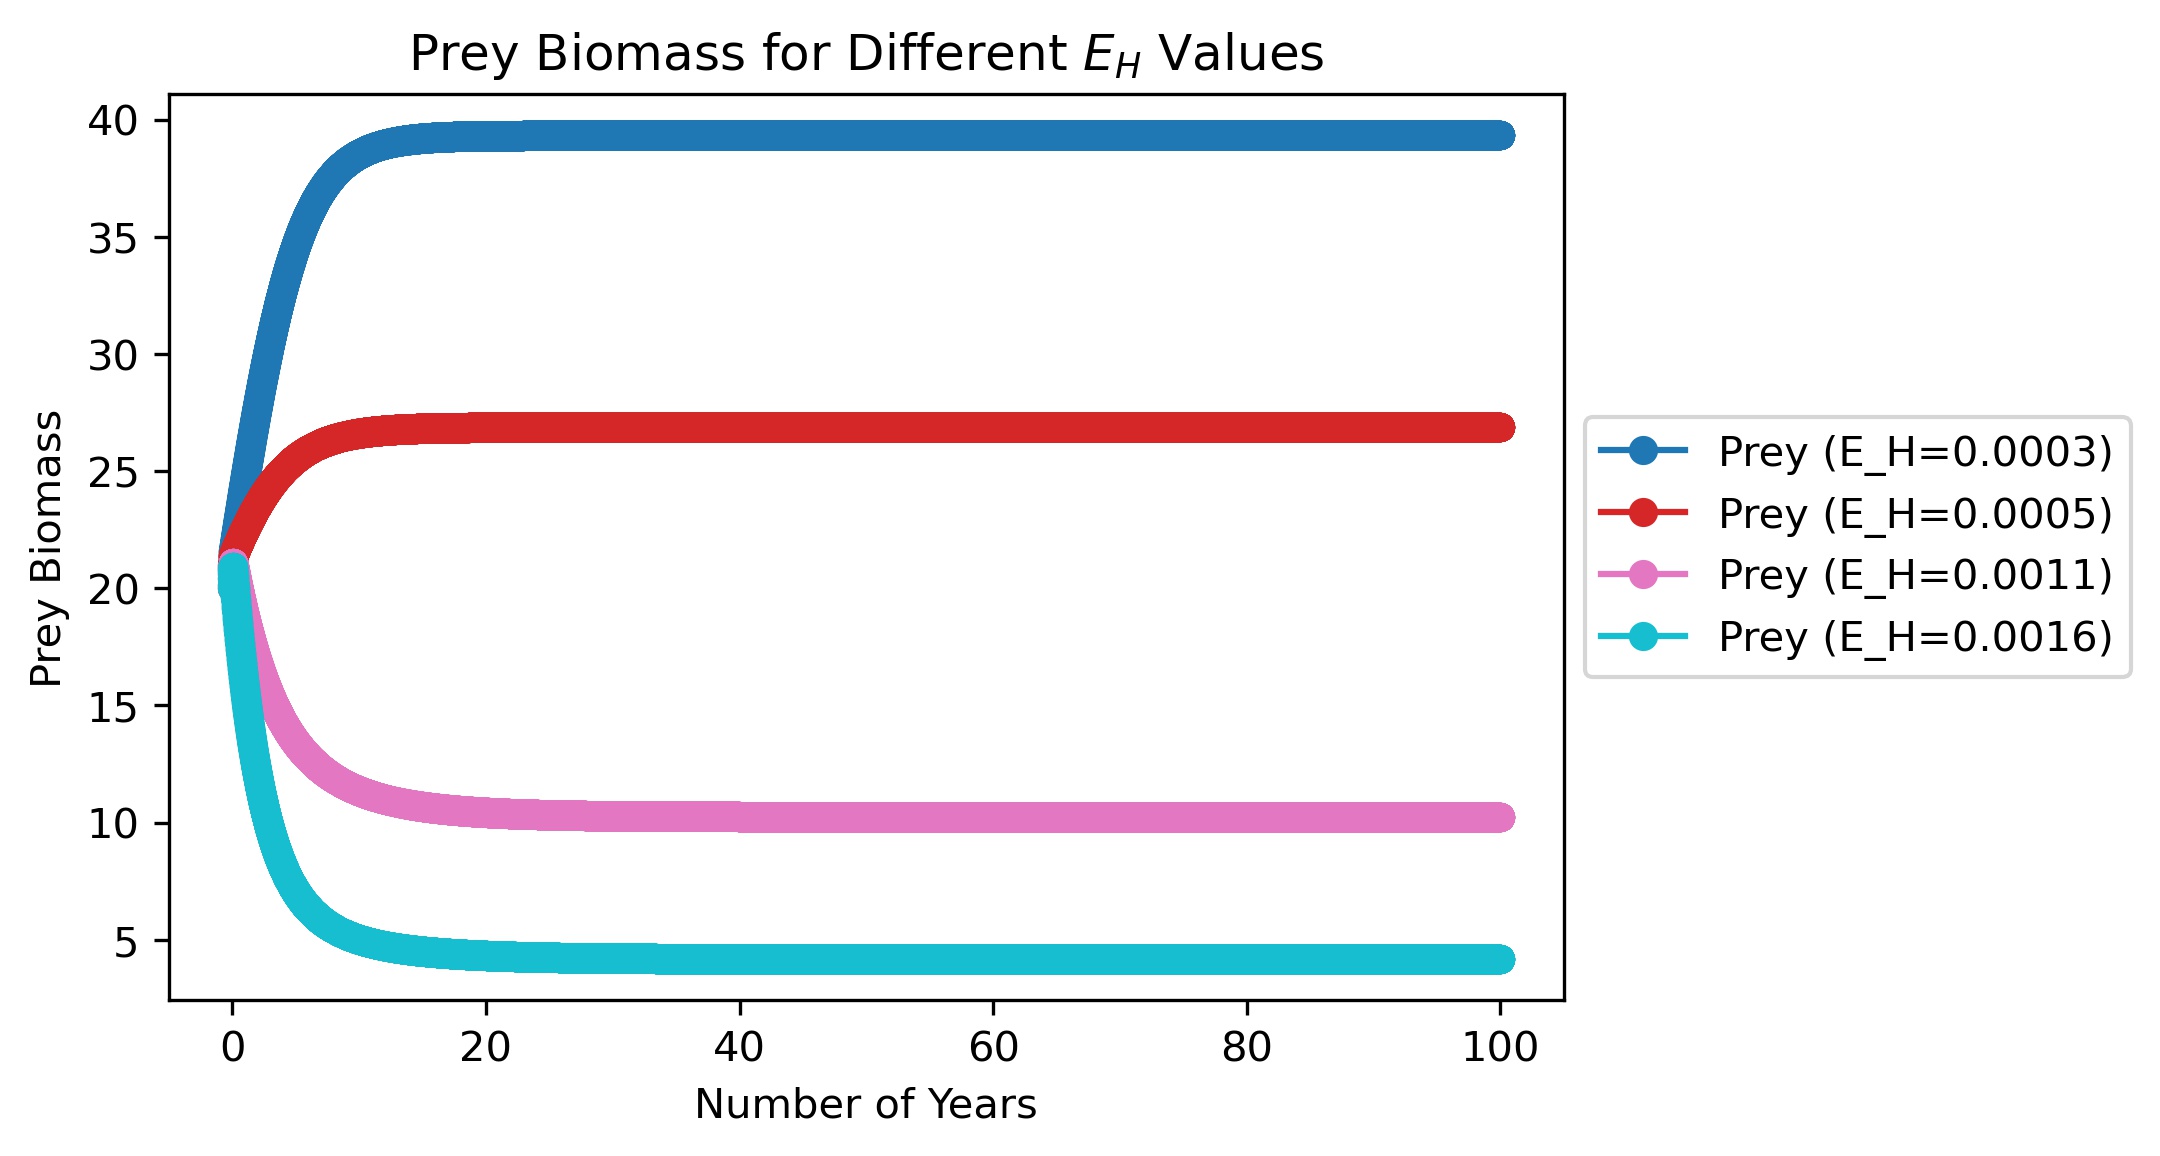 Prey Biomass for Different E_H Values
40
35
30
25
20
15
10
5
Prey Biomass
0 20 40 60 80 100
Number of Years
Prey (E_H=0.0003)
Prey (E_H=0.0005)
Prey (E_H=0.0011)
Prey (E_H=0.0016)